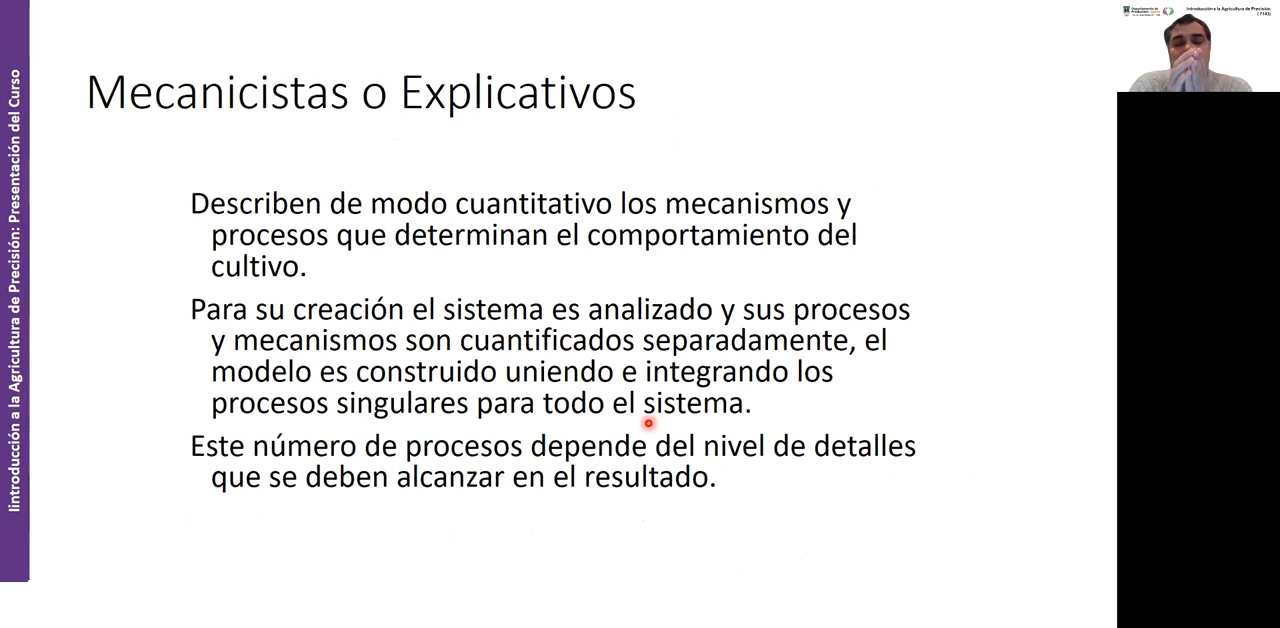 Mecanicistas o Explicativos
Describen de modo cuantitativo los mecanismos y
procesos que determinan el comportamiento del
cultivo.
Para su creación el sistema es analizado y sus procesos
y mecanismos son cuantificados separadamente, el
modelo es construido uniendo e integrando los
procesos singulares para todo el sistema.
Este número de procesos depende del nivel de detalles
que se deben alcanzar en el resultado.
Iintroducción a la Agricultura de Precisión: Presentación del Curso
Introducción a la Agricultura de Precisión
(7143)